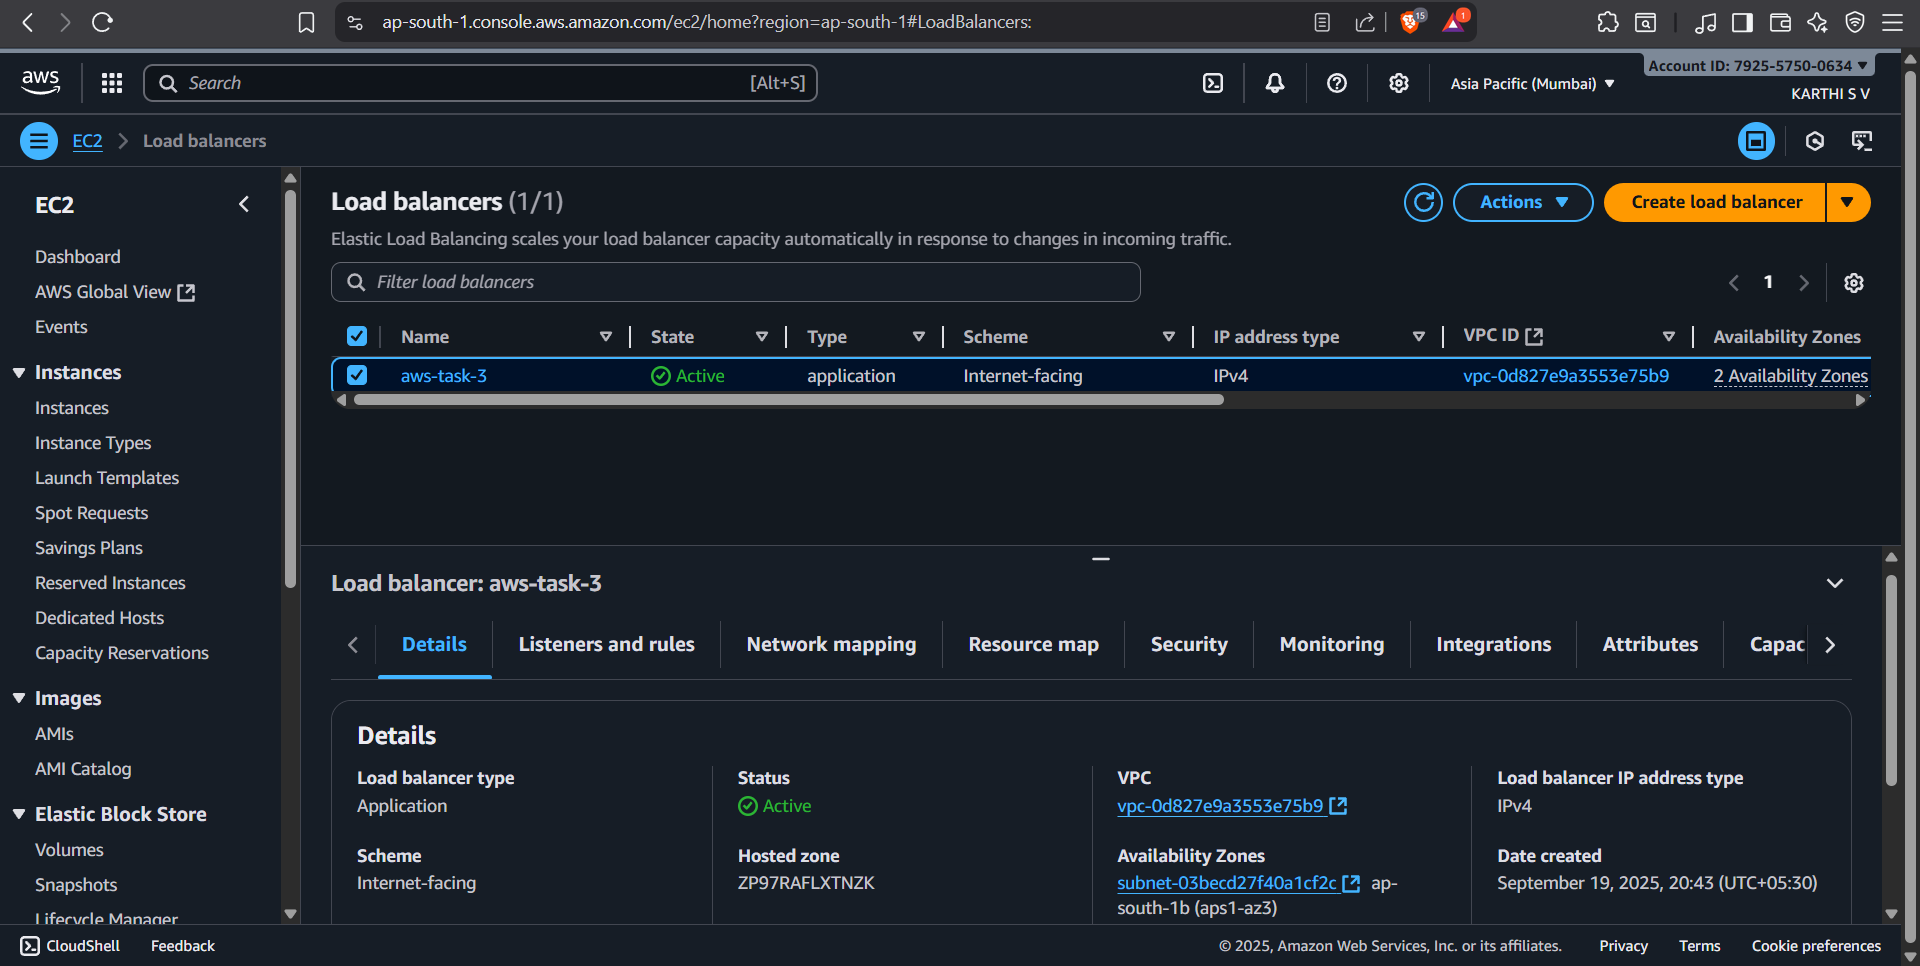 ap-south-1.console.aws.amazon.com/ec2/home?region=ap-south-1#LoadBalancers:
15
1
aws
Search
[Alt+S]
Asia Pacific (Mumbai)
Account ID: 7925-5750-0634
KARTHI S V
EC2
Load balancers
EC2
Dashboard
AWS Global View
Events
Instances
Instances
Instance Types
Launch Templates
Spot Requests
Savings Plans
Reserved Instances
Dedicated Hosts
Capacity Reservations
Images
AMIs
AMI Catalog
Elastic Block Store
Volumes
Snapshots
Lifecycle Manager
Load balancers (1/1)
Actions
Create load balancer
Elastic Load Balancing scales your load balancer capacity automatically in response to changes in incoming traffic.
Filter load balancers
1
Name State Type Scheme IP address type VPC ID Availability Zones
aws-task-3 Active application Internet-facing IPv4 vpc-0d827e9a3553e75b9 2 Availability Zones
Load balancer: aws-task-3
Details Listeners and rules Network mapping Resource map Security Monitoring Integrations Attributes Capac
Details
Load balancer type
Application
Status
Active
VPC
vpc-0d827e9a3553e75b9
Load balancer IP address type
IPv4
Scheme
Internet-facing
Hosted zone
ZP97RAFLXTNZK
Availability Zones
subnet-03becd27f40a1cf2c ap-
south-1b (aps1-az3)
Date created
September 19, 2025, 20:43 (UTC+05:30)
CloudShell
Feedback
© 2025, Amazon Web Services, Inc. or its affiliates.
Privacy
Terms
Cookie preferences